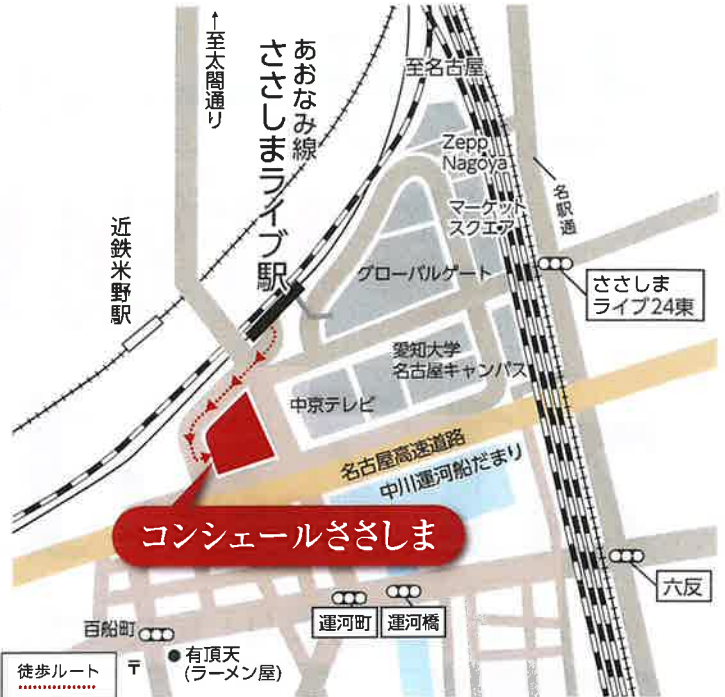 ←至太閤通り
あおなみ線
ささしまライブ駅
近鉄米野駅
至名古屋
Zepp
Nagoya
マーケット
スクエア
名駅通
グローバルゲート
ささしま
ライブ24東
愛知大学
名古屋キャンパス
中京テレビ
名古屋高速道路
中川運河船だまり
コンシェールささしま
六反
運河町
運河橋
百船町
〒
有頂天
(ラーメン屋)
徒歩ルート